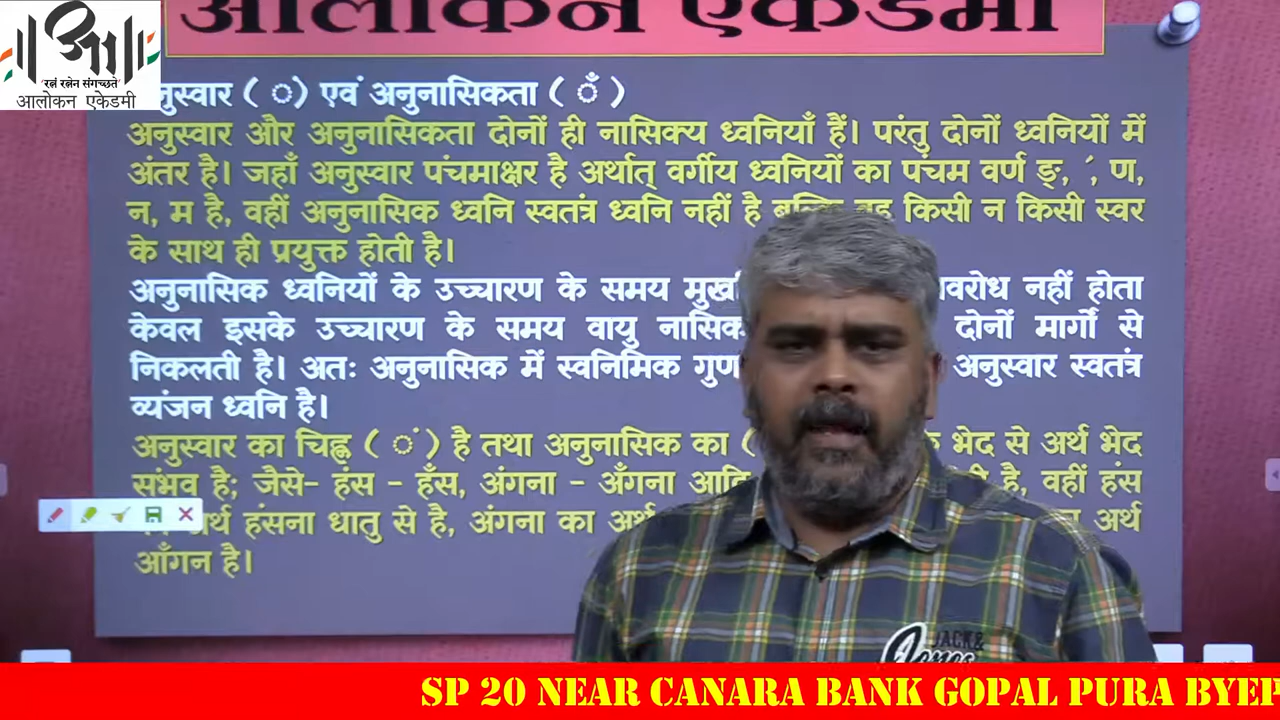 आलोकन एकेडमी
रत्नं रत्नेन संगच्छते
आलोकन एकेडमी
अनुस्वार ( ं ) एवं अनुनासिकता ( ँ )
अनुस्वार और अनुनासिकता दोनों ही नासिक्य ध्वनियाँ हैं। परंतु दोनों ध्वनियों में
अंतर है। जहाँ अनुस्वार पंचमाक्षर है अर्थात् वर्गीय ध्वनियों का पंचम वर्ण ङ्, ´, ण,
न, म है, वहीं अनुनासिक ध्वनि स्वतंत्र ध्वनि नहीं है किसी न किसी स्वर
के साथ ही प्रयुक्त होती है।
अनुनासिक ध्वनियों के उच्चारण के समय नहीं होता
केवल इसके उच्चारण के समय वायु दोनों मार्गों से
निकलती है। अतः अनुनासिक में स्वनिमिक गुण अनुस्वार स्वतंत्र
व्यंजन ध्वनि है।
अनुस्वार का चिह्न ( ं ) है तथा अनुनासिक का ( भेद से अर्थ भेद
संभव है; जैसे- हंस - हँस, अंगना - अँगना है, वहीं हंस
अर्थ हंसना धातु से है, अंगना का अर्थ
आँगन है।
JACK&
Jones
SP 20 NEAR CANARA BANK GOPAL PURA